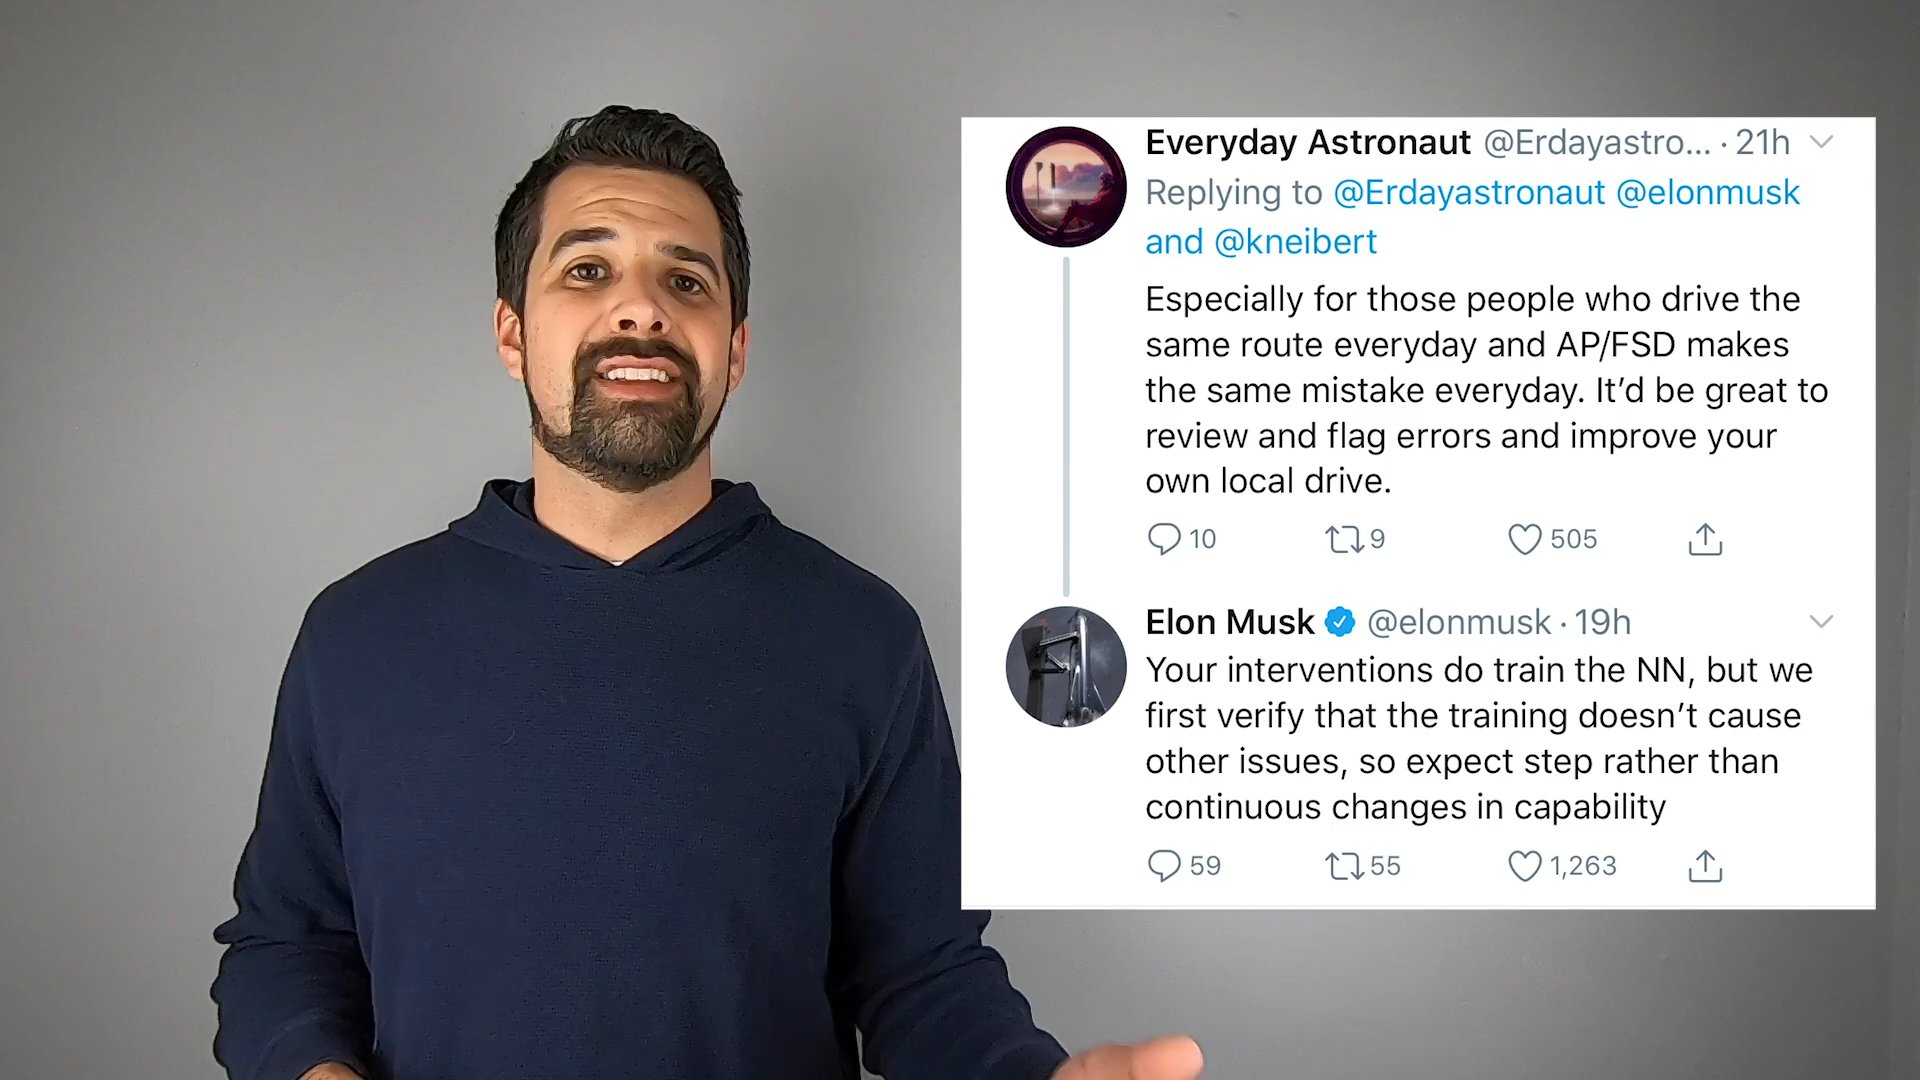 Everyday Astronaut @Erdayastro... · 21h
Replying to @Erdayastronaut @elonmusk
and @kneibert
Especially for those people who drive the
same route everyday and AP/FSD makes
the same mistake everyday. It’d be great to
review and flag errors and improve your
own local drive.
10 9 505
Elon Musk @elonmusk · 19h
Your interventions do train the NN, but we
first verify that the training doesn’t cause
other issues, so expect step rather than
continuous changes in capability
59 55 1,263